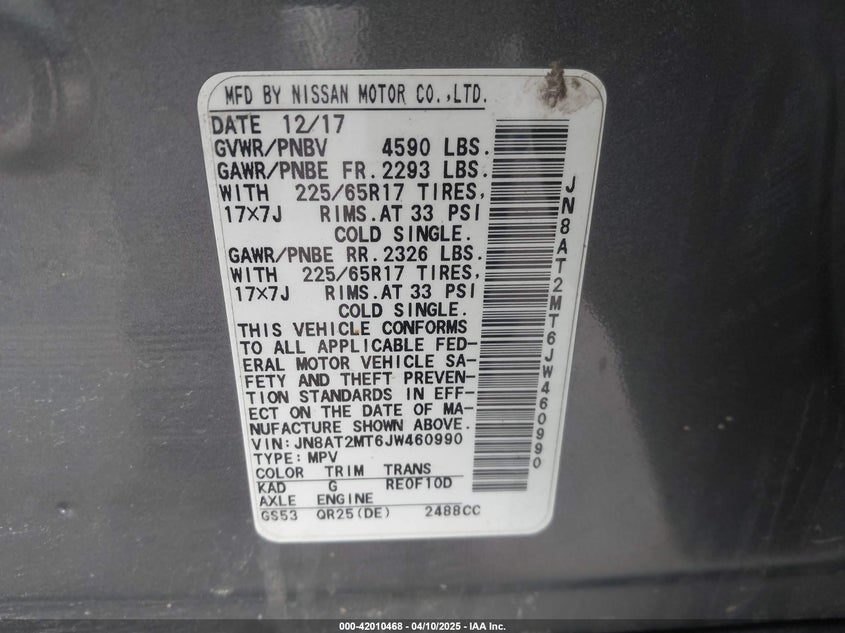 MFD BY NISSAN MOTOR CO.,LTD.
DATE 12/17
GVWR/PNBV 4590 LBS.
GAWR/PNBE FR. 2293 LBS.
WITH 225/65R17 TIRES,
17×7J RIMS. AT 33 PSI
COLD SINGLE.
GAWR/PNBE RR. 2326 LBS.
WITH 225/65R17 TIRES,
17×7J RIMS. AT 33 PSI
COLD SINGLE.
THIS VEHICLE CONFORMS
TO ALL APPLICABLE FED-
ERAL MOTOR VEHICLE SA-
FETY AND THEFT PREVEN-
TION STANDARDS IN EFF-
ECT ON THE DATE OF MA-
NUFACTURE SHOWN ABOVE.
VIN:JN8AT2MT6JW460990
TYPE:MPV
COLOR TRIM TRANS
KAD G RE0F10D
AXLE ENGINE
GS53 QR25(DE) 2488CC
JN8AT2MT6JW460990
000-42010468 - 04/10/2025 - IAA Inc.